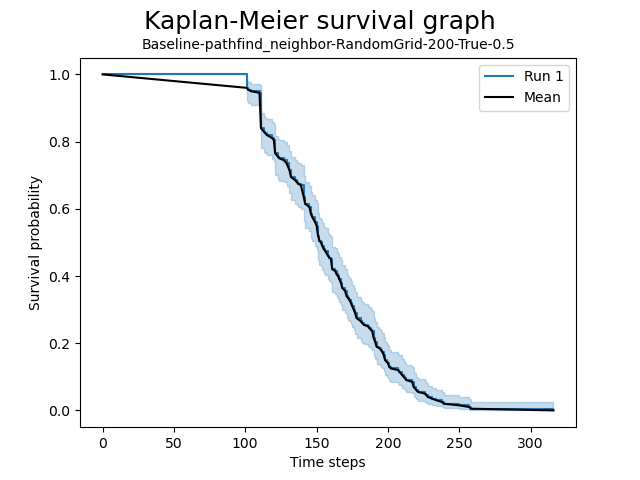 Kaplan-Meier survival graph
Baseline-pathfind_neighbor-RandomGrid-200-True-0.5
Run 1
Mean
Survival probability
1.0
0.8
0.6
0.4
0.2
0.0
0 50 100 150 200 250 300
Time steps